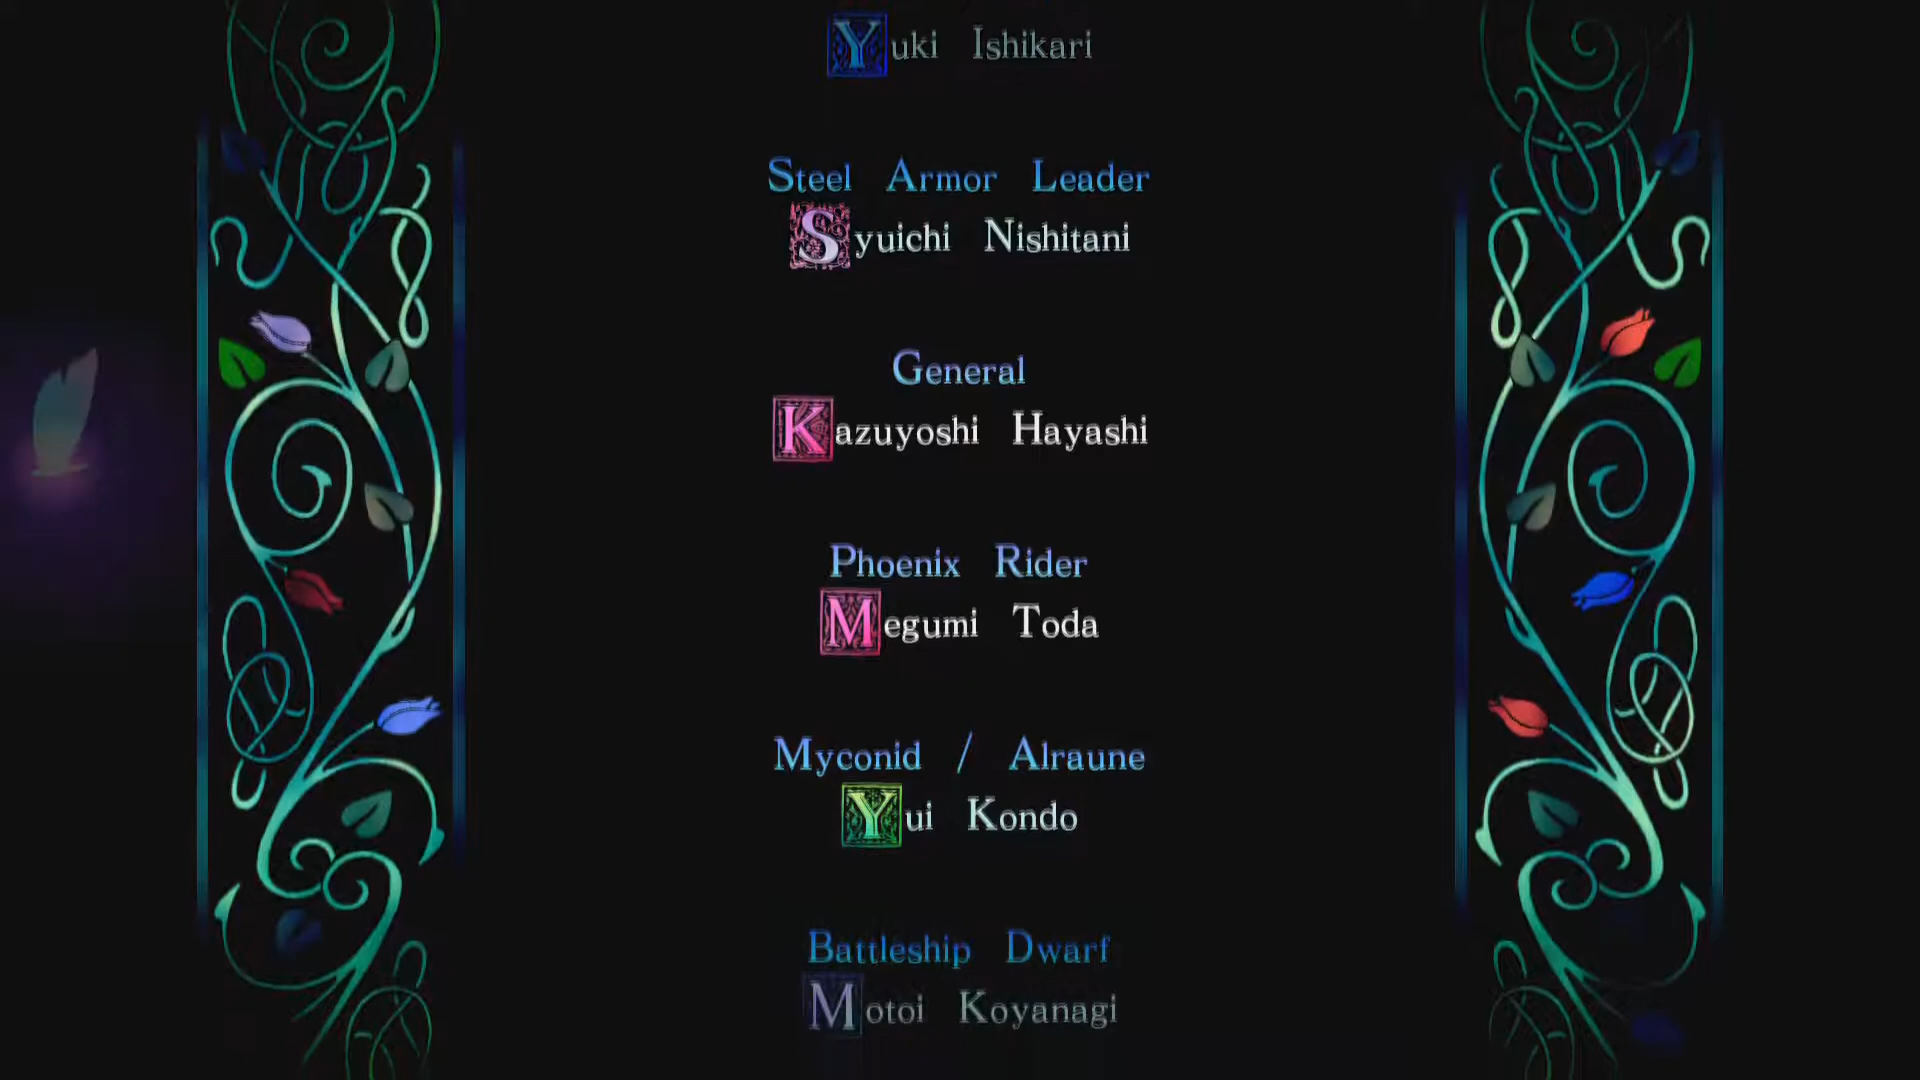 Yuki Ishikari
Steel Armor Leader
Syuichi Nishitani
General
Kazuyoshi Hayashi
Phoenix Rider
Megumi Toda
Myconid / Alraune
Yui Kondo
Battleship Dwarf
Motoi Koyanagi